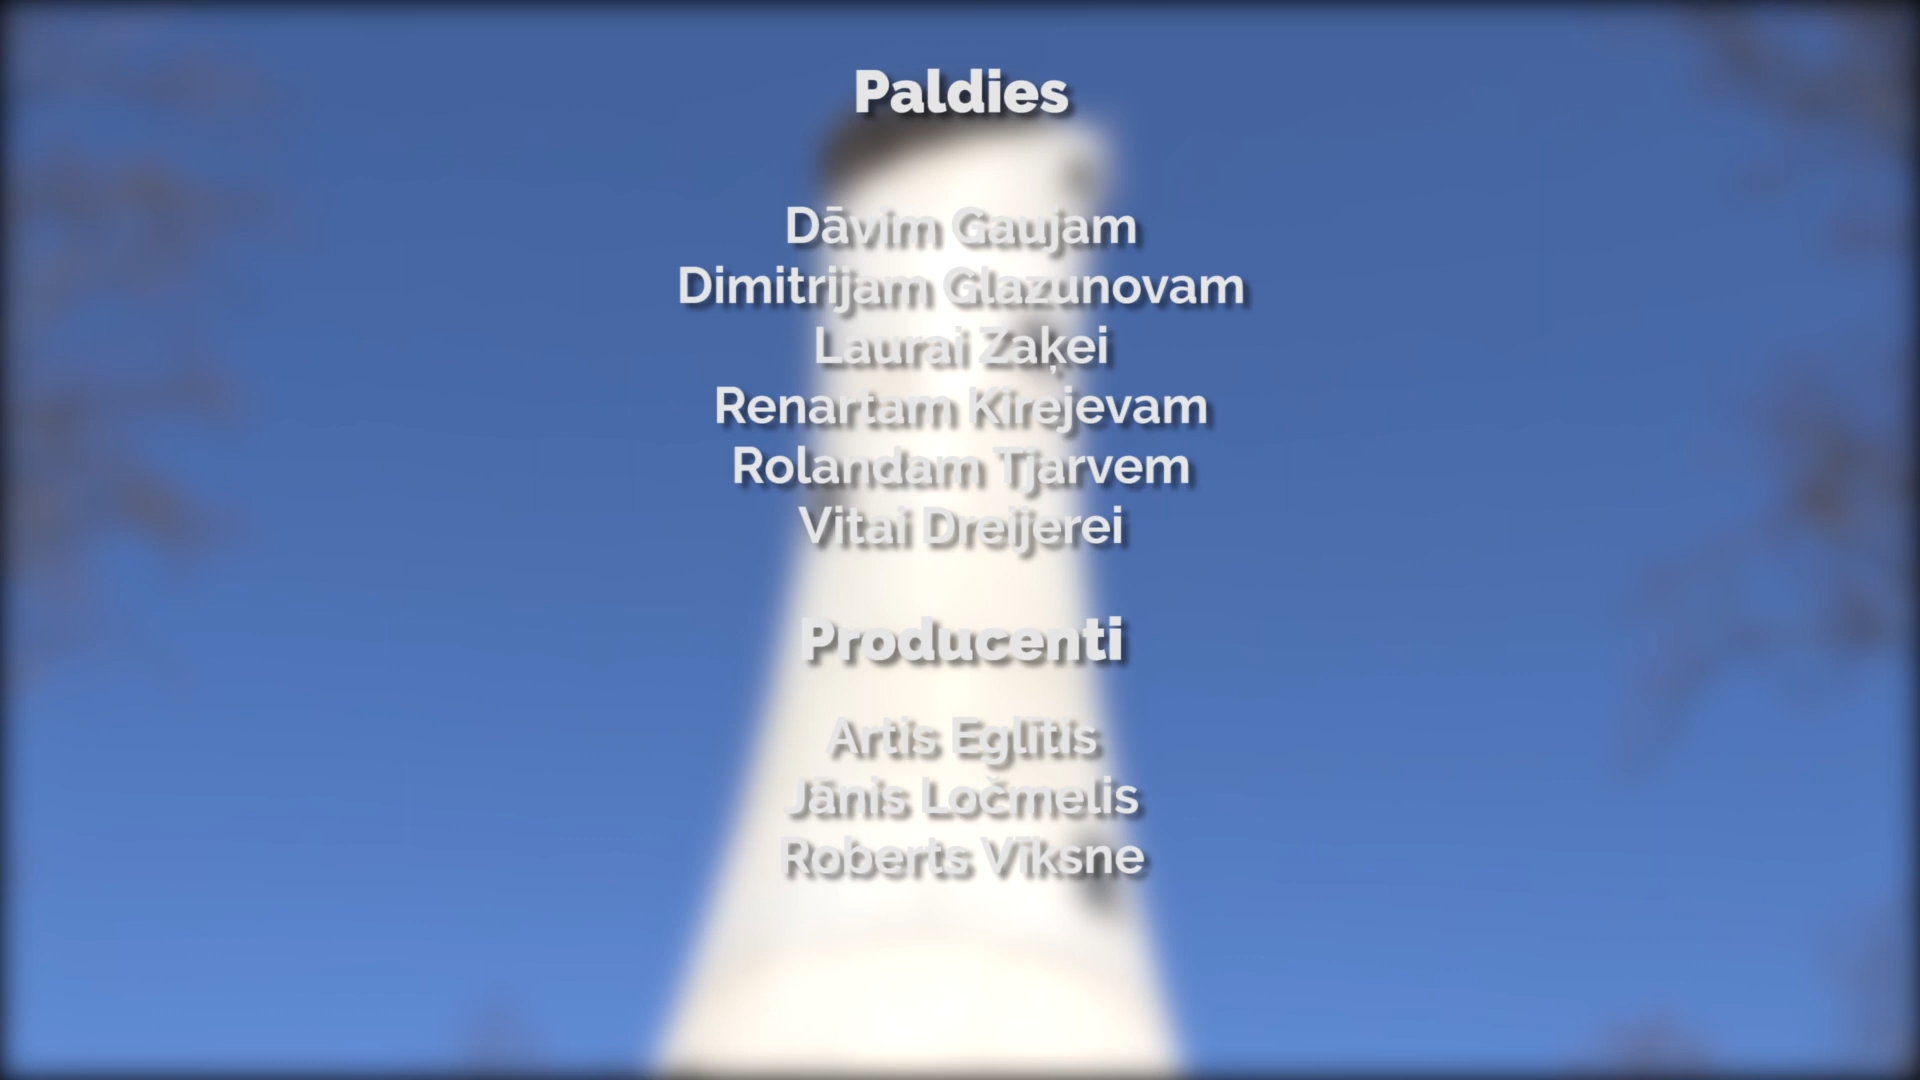 Paldies
Dāvim Gaujam
Dimitrijam Glazunovam
Laurai Zaķei
Renartam Kirejevam
Rolandam Tjarvem
Vitai Dreijerei
Producenti
Artis Eglītis
Jānis Ločmelis
Roberts Vīksne